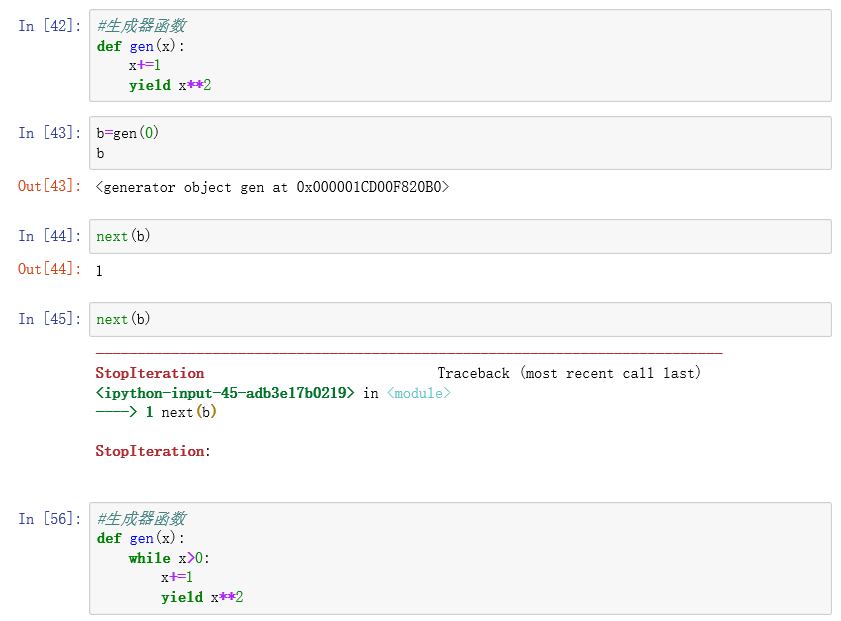 In [42]: #生成器函数
def gen(x):
    x+=1
    yield x**2
In [43]: b=gen(0)
b
Out[43]: <generator object gen at 0x000001CD00F820B0>
In [44]: next(b)
Out[44]: 1
In [45]: next(b)
---------------------------------------------------------------------------
StopIteration                             Traceback (most recent call last)
<ipython-input-45-adb3e17b0219> in <module>
----> 1 next(b)
StopIteration:
In [56]: #生成器函数
def gen(x):
    while x>0:
        x+=1
        yield x**2